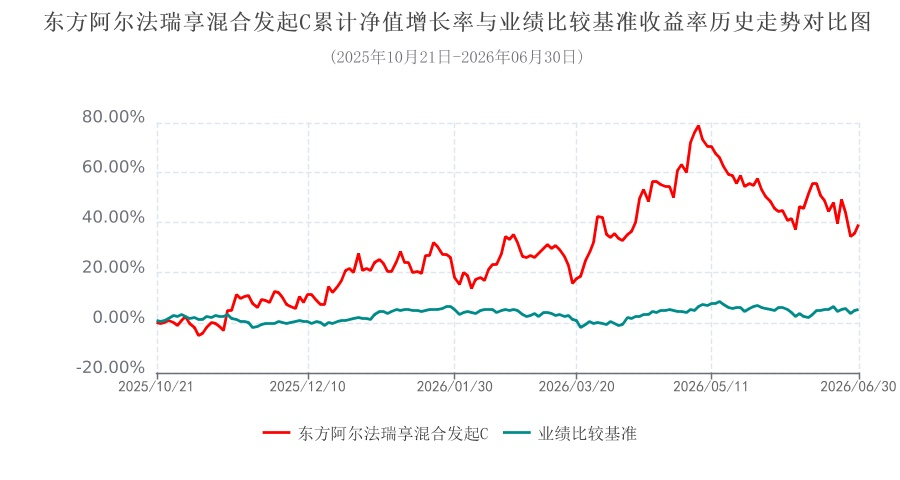 东方阿尔法瑞享混合发起C累计净值增长率与业绩比较基准收益率历史走势对比图
(2025年10月21日-2026年06月30日)
80.00%
60.00%
40.00%
20.00%
0.00%
-20.00%
2025/10/21 2025/12/10 2026/01/30 2026/03/20 2026/05/11 2026/06/30
东方阿尔法瑞享混合发起C 业绩比较基准